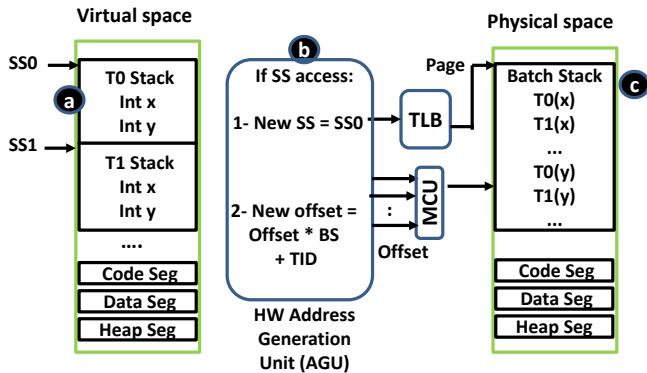 Virtual space
SS0
a
T0 Stack
Int x
Int y
SS1
T1 Stack
Int x
Int y
....
Code Seg
Data Seg
Heap Seg
b
If SS access:
1- New SS = SS0
2- New offset =
Offset * BS
+ TID
HW Address
Generation
Unit (AGU)
TLB
Page
:
MCU
Offset
Physical space
c
Batch Stack
T0(x)
T1(x)
...
T0(y)
T1(y)
...
Code Seg
Data Seg
Heap Seg